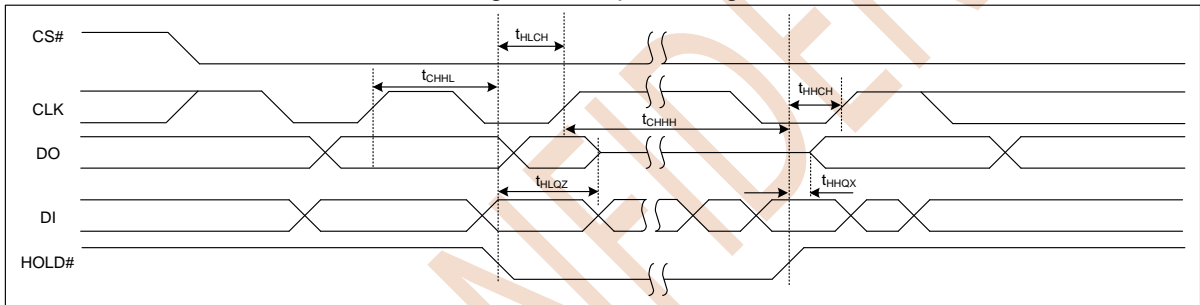 CS#
tHLCH
tCHHL
CLK
tHHCH
tCHHH
DO
tHLQZ
tHHQX
DI
HOLD#